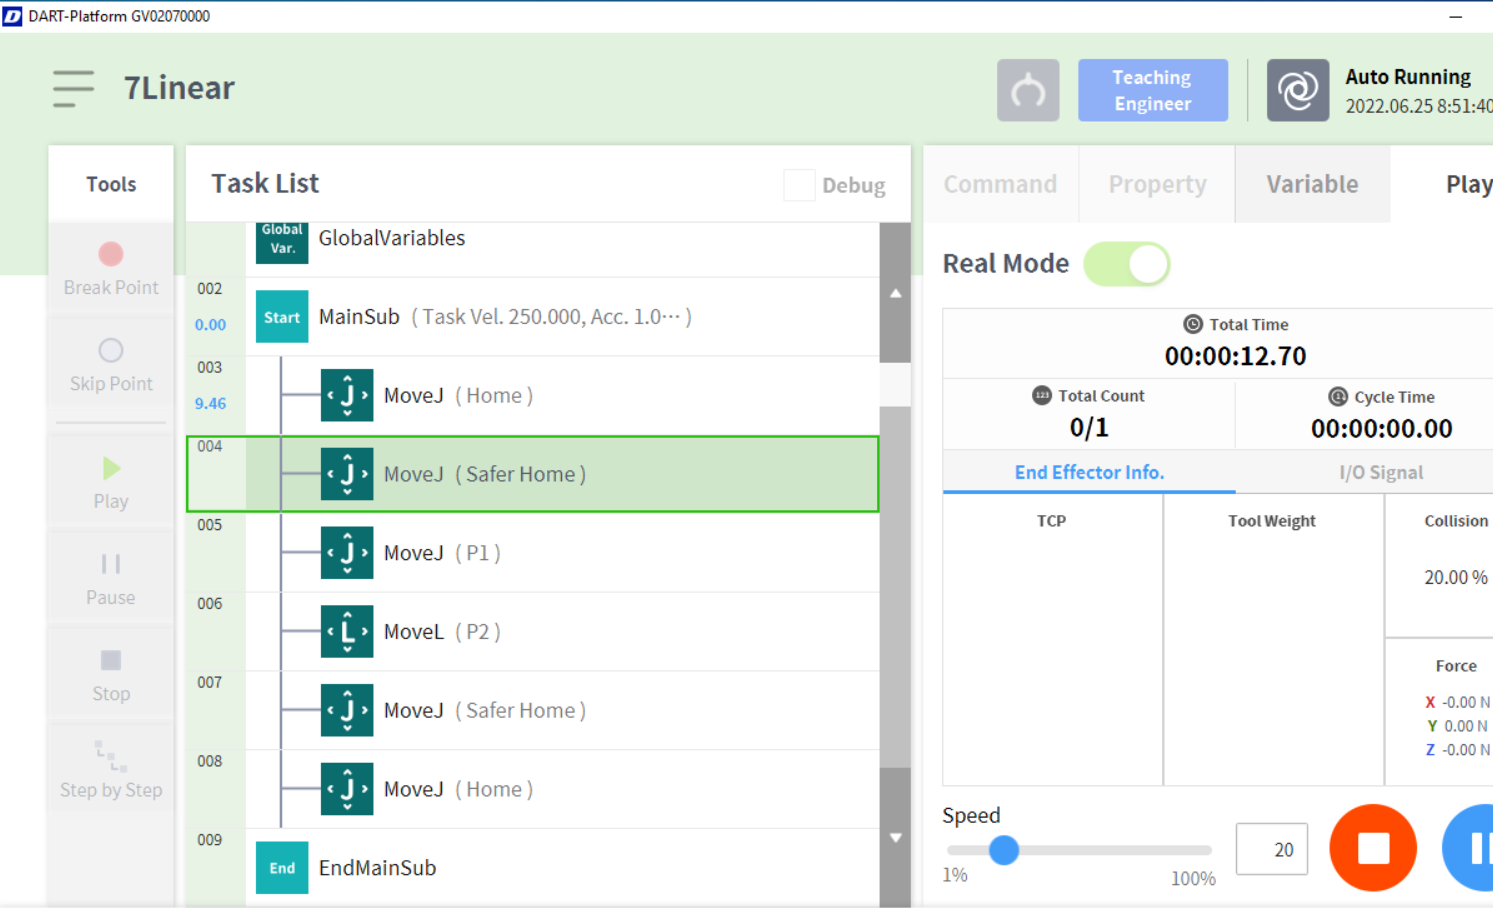 DART-Platform GV02070000
7Linear
Teaching
Engineer
Auto Running
2022.06.25 8:51:40
Tools
Break Point
Skip Point
Play
Pause
Stop
Step by Step
Task List
Debug
Global
Var.
GlobalVariables
002
0.00
Start
MainSub ( Task Vel. 250.000, Acc. 1.0⋯ )
003
9.46
J
MoveJ ( Home )
004
J
MoveJ ( Safer Home )
005
J
MoveJ ( P1 )
006
L
MoveL ( P2 )
007
J
MoveJ ( Safer Home )
008
J
MoveJ ( Home )
009
End
EndMainSub
Command
Property
Variable
Play
Real Mode
Total Time
00:00:12.70
123 Total Count
0/1
Cycle Time
00:00:00.00
End Effector Info.
I/O Signal
TCP
Tool Weight
Collision
20.00 %
Force
X -0.00 N
Y 0.00 N
Z -0.00 N
Speed
1%
100%
20